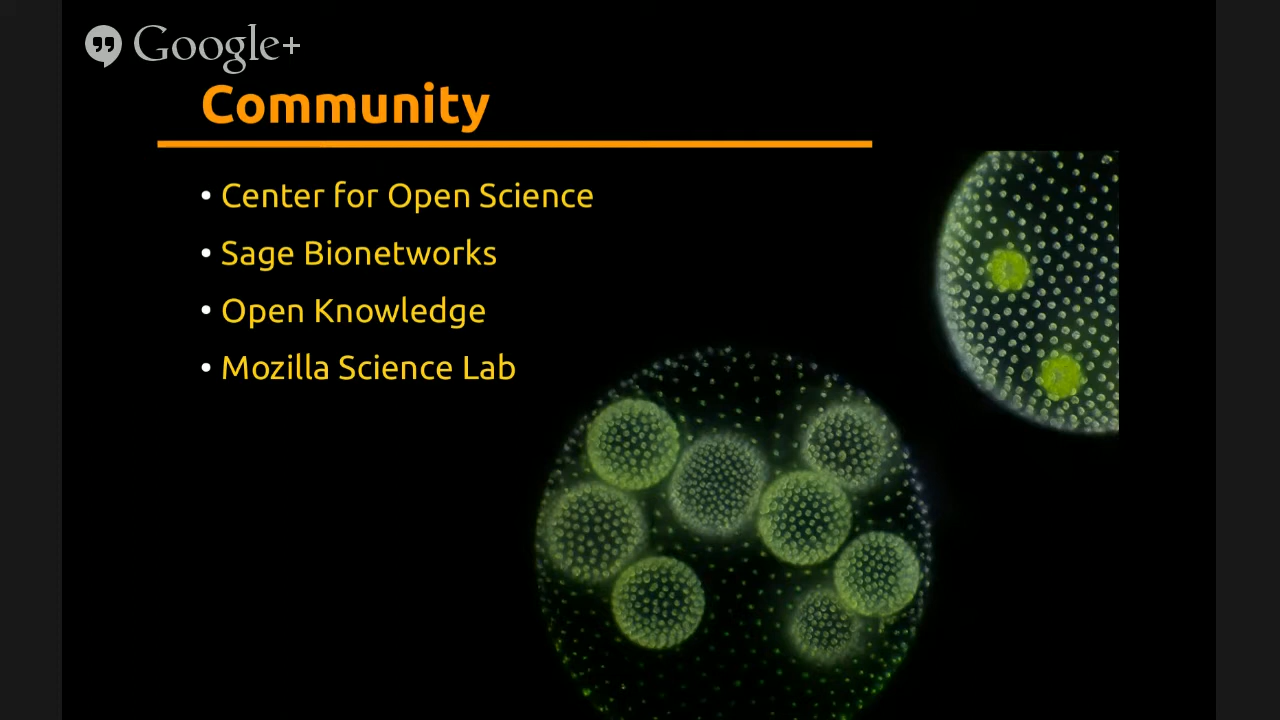 Google+
Community
• Center for Open Science
• Sage Bionetworks
• Open Knowledge
• Mozilla Science Lab